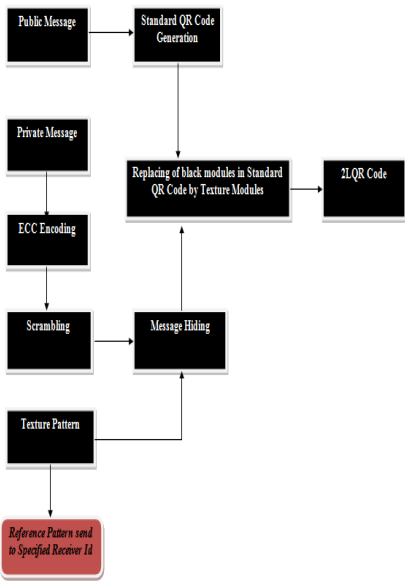 Public Message
Standard QR Code
Generation
Private Message
Replacing of black modules in Standard
QR Code by Texture Modules
2LQR Code
ECC Encoding
Scrambling
Message Hiding
Texture Pattern
Reference Pattern send
to Specified Receiver Id